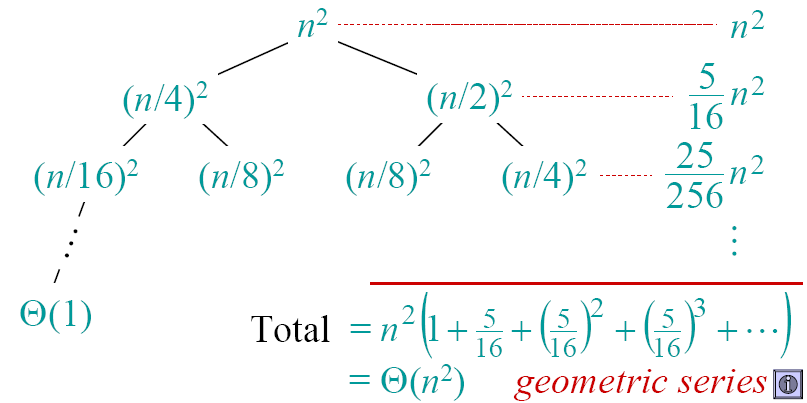 n² n²
(n/4)² (n/2)² 5/16 n²
(n/16)² (n/8)² (n/8)² (n/4)² 25/256 n²
⋮
Θ(1)
Total = n²(1 + 5/16 + (5/16)² + (5/16)³ + ⋯)
= Θ(n²) geometric series